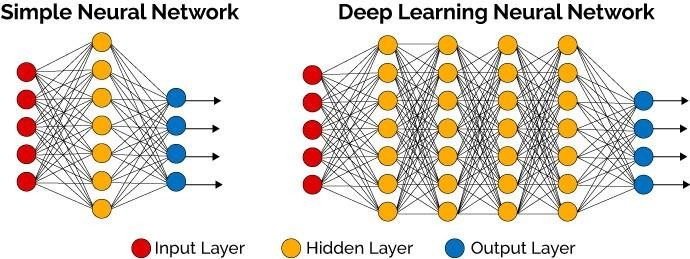 Simple Neural Network
Deep Learning Neural Network
Input Layer
Hidden Layer
Output Layer